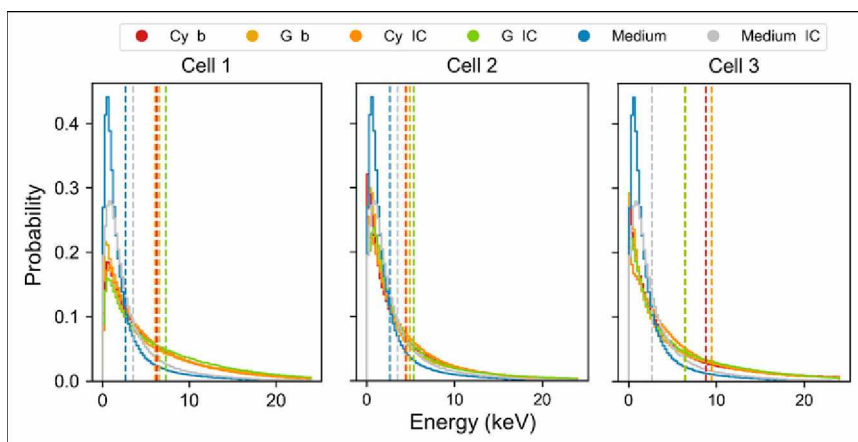 Cy b G b Cy IC G IC Medium Medium IC
Cell 1 Cell 2 Cell 3
Probability
0.4
0.3
0.2
0.1
0.0
0 10 20 0 10 20 0 10 20
Energy (keV)